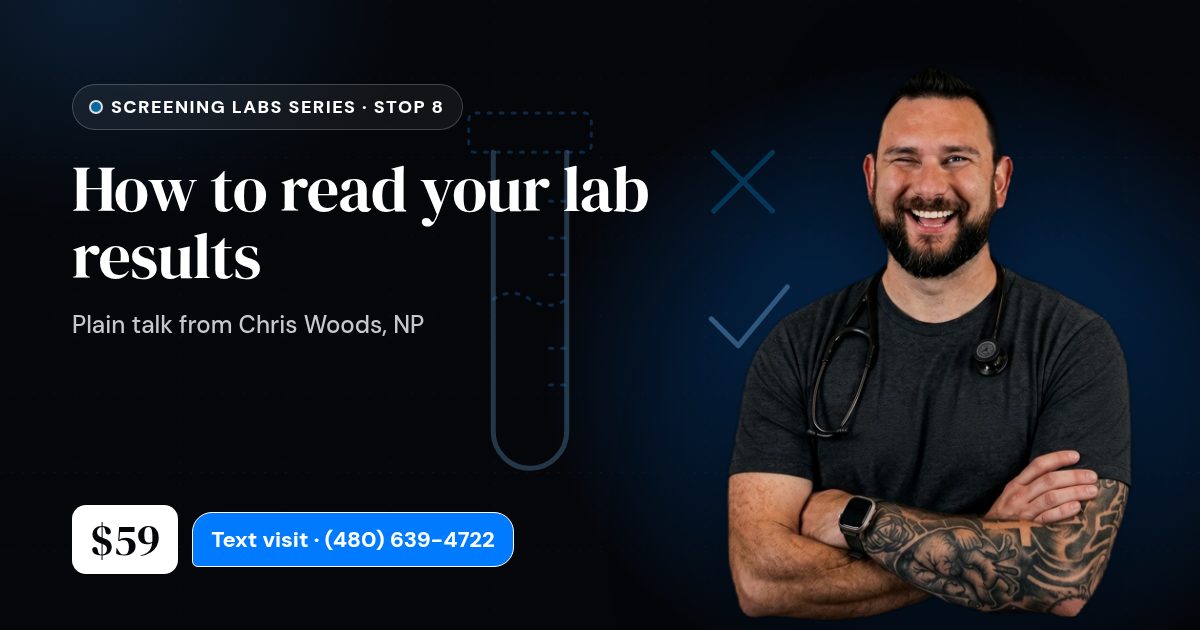 SCREENING LABS SERIES · STOP 8
How to read your lab
results
Plain talk from Chris Woods, NP
$59
Text visit · (480) 639-4722